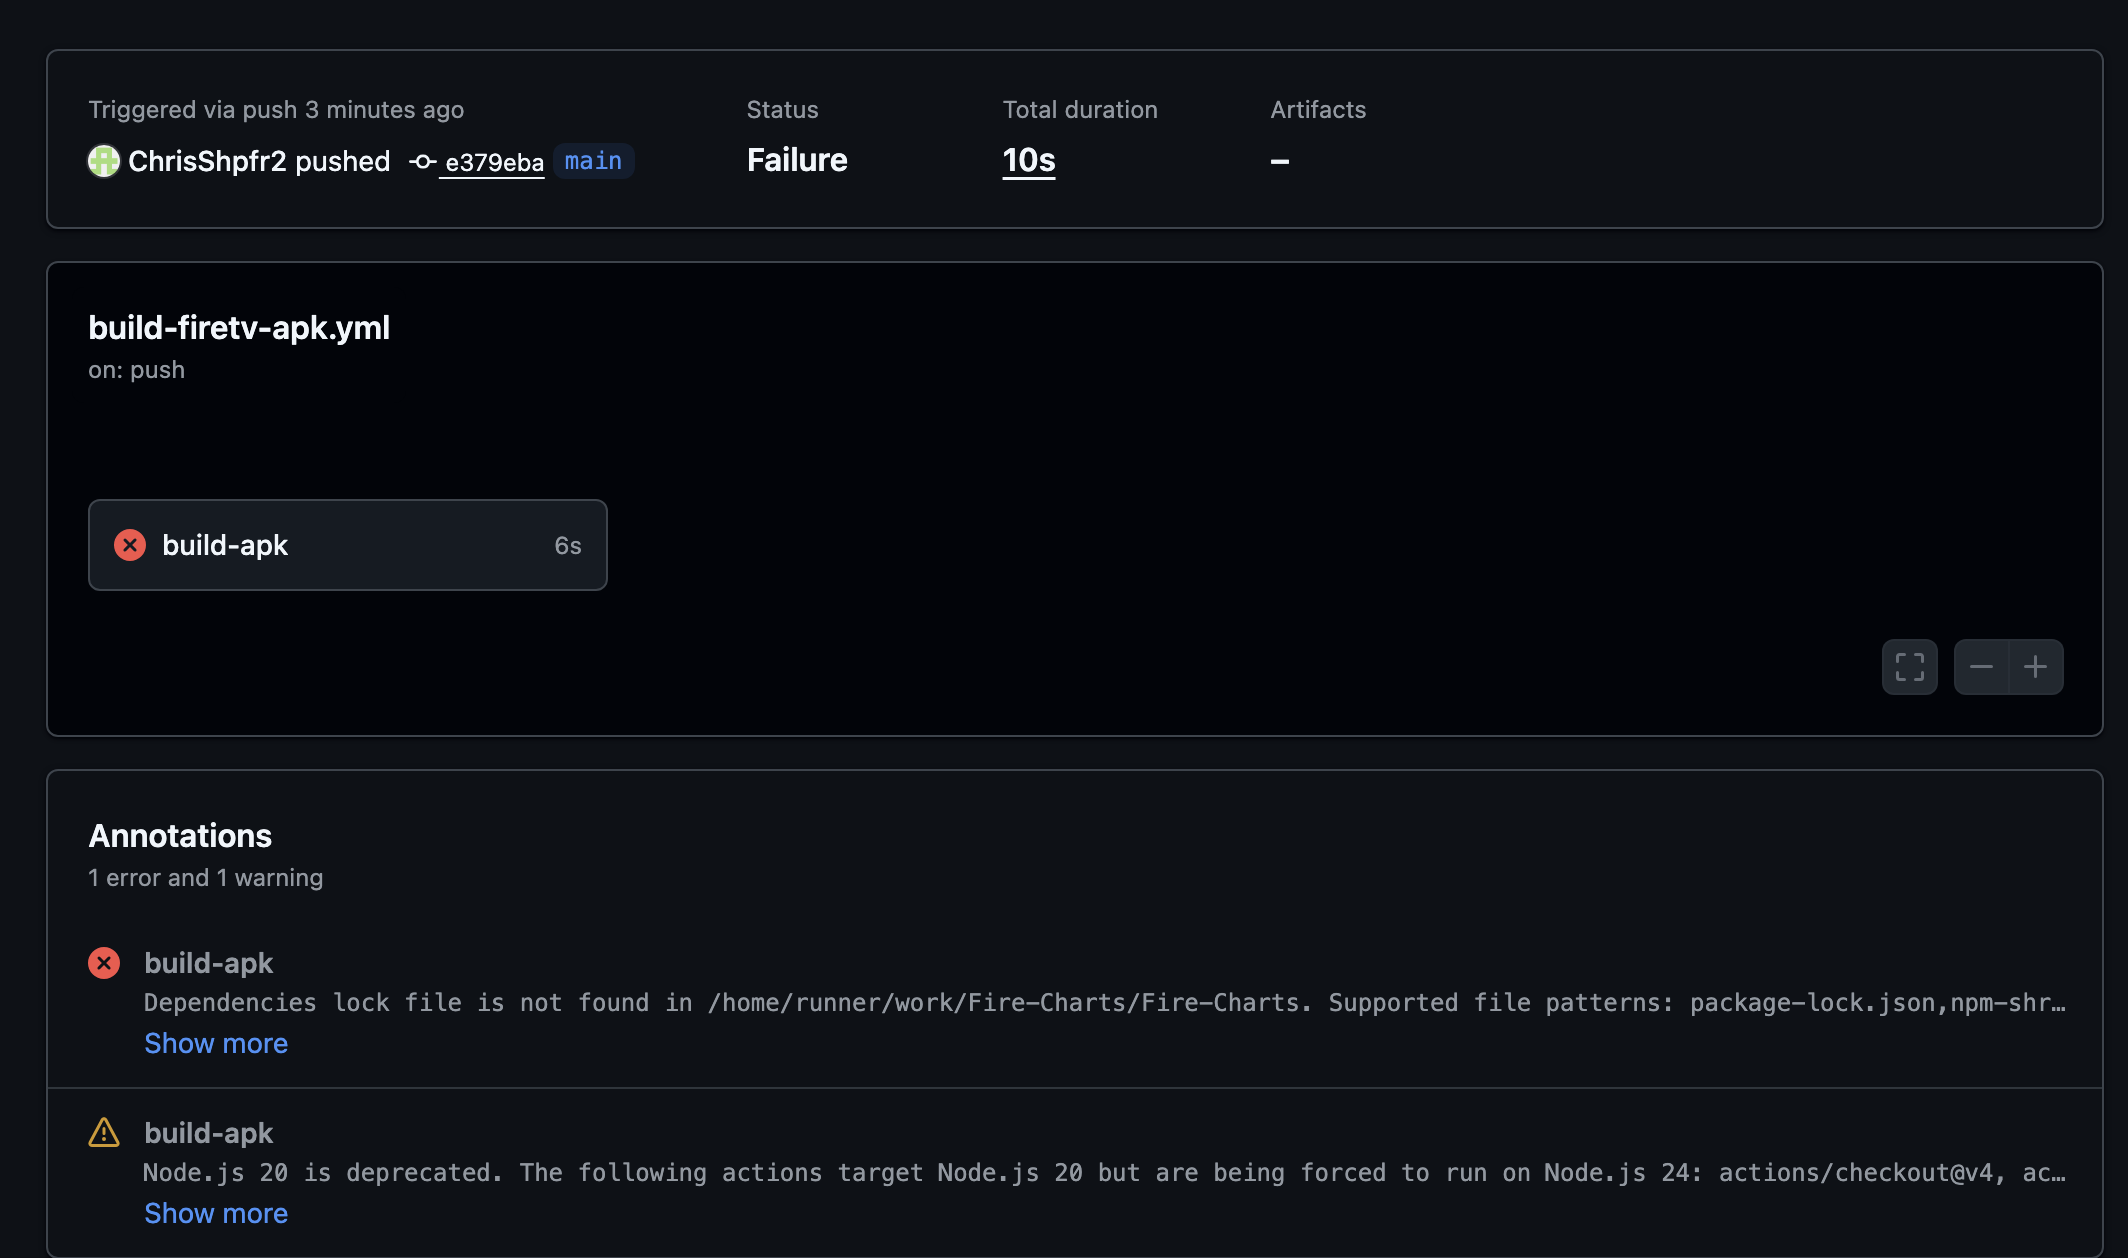 Triggered via push 3 minutes ago
ChrisShpfr2 pushed e379eba main
Status
Failure
Total duration
10s
Artifacts
–
build-firetv-apk.yml
on: push
build-apk 6s
Annotations
1 error and 1 warning
build-apk
Dependencies lock file is not found in /home/runner/work/Fire-Charts/Fire-Charts. Supported file patterns: package-lock.json,npm-shr…
Show more
build-apk
Node.js 20 is deprecated. The following actions target Node.js 20 but are being forced to run on Node.js 24: actions/checkout@v4, ac…
Show more